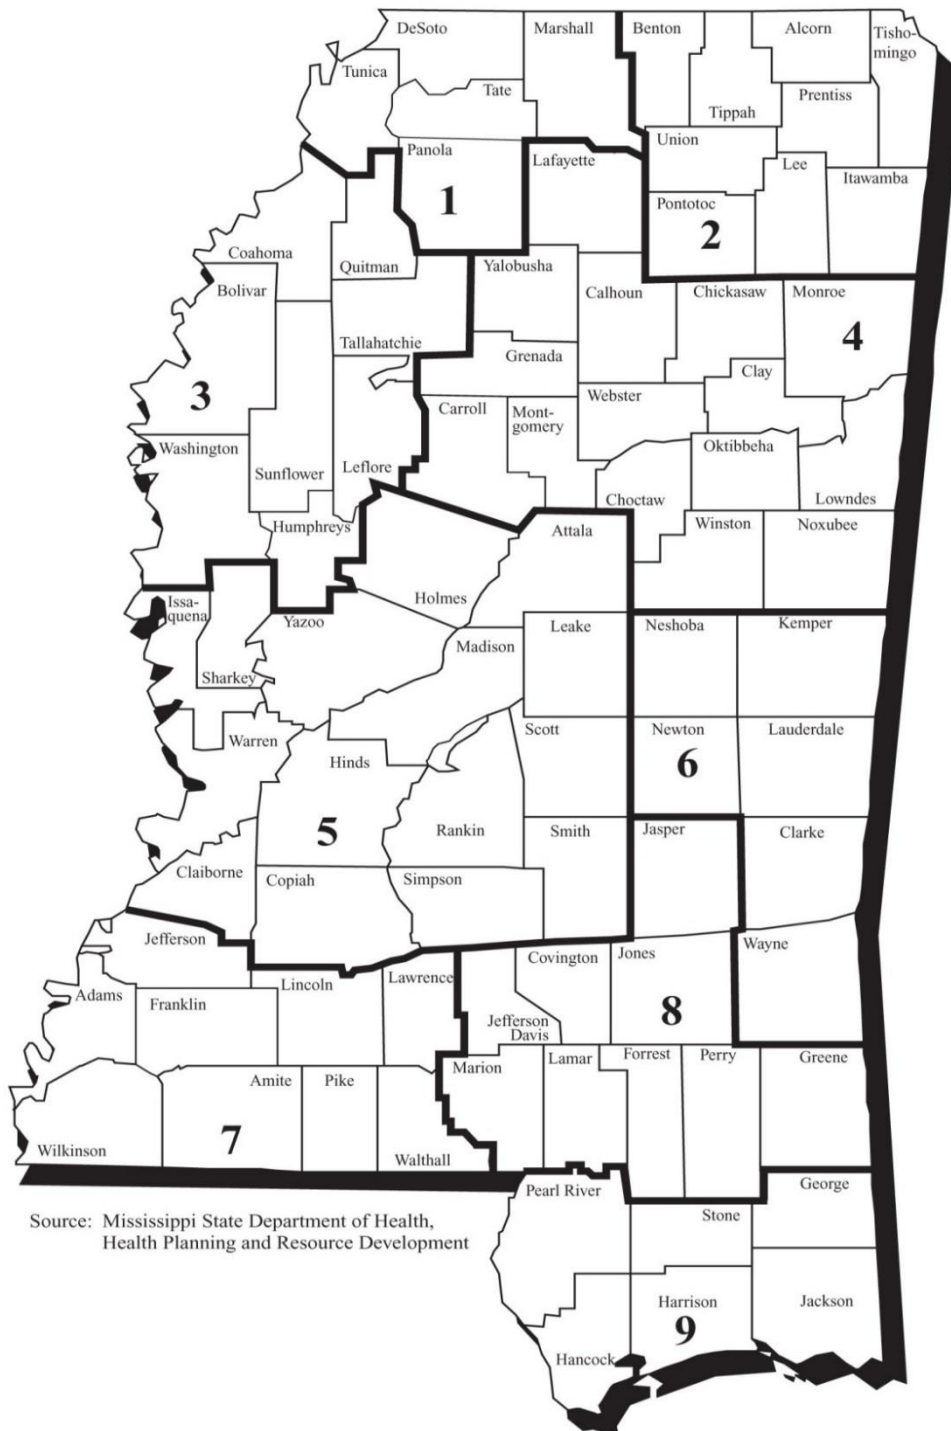 DeSoto
Marshall
Benton
Alcorn
Tisho-
mingo
Tunica
Tate
Tippah
Prentiss
Panola
Lafayette
Union
Lee
Itawamba
1
Pontotoc
2
Coahoma
Quitman
Yalobusha
Bolivar
Calhoun
Chickasaw
Monroe
Tallahatchie
4
Grenada
3
Clay
Webster
Carroll
Mont-
gomery
Washington
Oktibbeha
Sunflower
Leflore
Choctaw
Lowndes
Humphreys
Attala
Winston
Noxubee
Issa-
quena
Yazoo
Holmes
Leake
Neshoba
Kemper
Madison
Sharkey
Scott
Newton
Lauderdale
Warren
Hinds
6
5
Rankin
Smith
Jasper
Clarke
Claiborne
Copiah
Simpson
Jefferson
Wayne
Covington
Jones
Lincoln
Lawrence
Adams
Franklin
Jefferson
Davis
8
Marion
Lamar
Forrest
Perry
Greene
Amite
Pike
7
Wilkinson
Walthall
George
Pearl River
Stone
Source: Mississippi State Department of Health,
Health Planning and Resource Development
Harrison
Jackson
9
Hancock